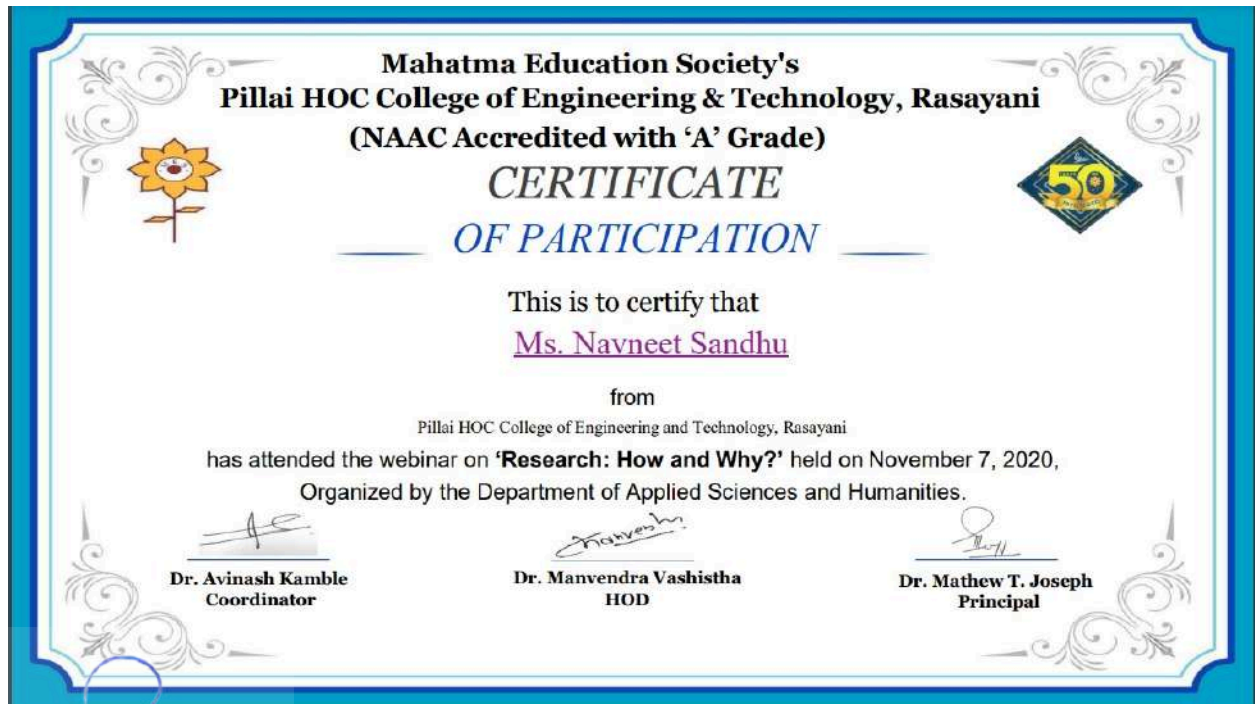 Mahatma Education Society's
Pillai HOC College of Engineering & Technology, Rasayani
(NAAC Accredited with ‘A’ Grade)
CERTIFICATE
OF PARTICIPATION
50
This is to certify that
Ms. Navneet Sandhu
from
Pillai HOC College of Engineering and Technology, Rasayani
has attended the webinar on ‘Research: How and Why?’ held on November 7, 2020,
Organized by the Department of Applied Sciences and Humanities.
Dr. Avinash Kamble
Coordinator
Dr. Manvendra Vashistha
HOD
Dr. Mathew T. Joseph
Principal